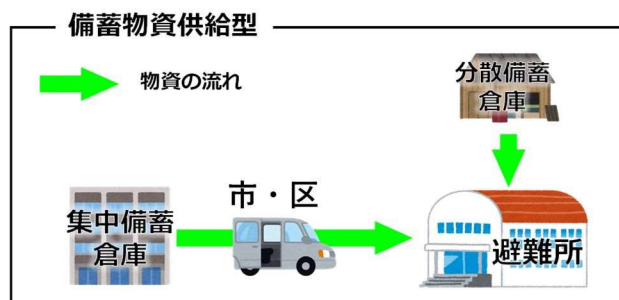 備蓄物資供給型
物資の流れ
分散備蓄
倉庫
市・区
集中備蓄
倉庫
避難所